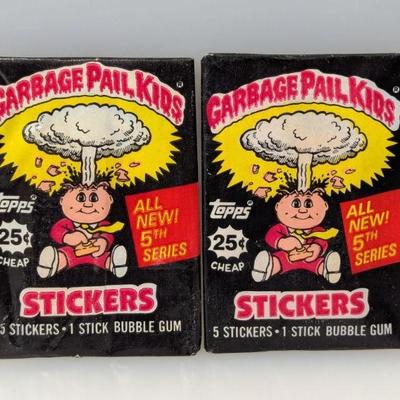 GARBAGE PAIL KIDS ®
topps
25¢
CHEAP
ALL
NEW!
5TH
SERIES
STICKERS
5 STICKERS • 1 STICK BUBBLE GUM
GARBAGE PAIL KIDS ®
topps
25¢
CHEAP
ALL
NEW!
5TH
SERIES
STICKERS
5 STICKERS • 1 STICK BUBBLE GUM